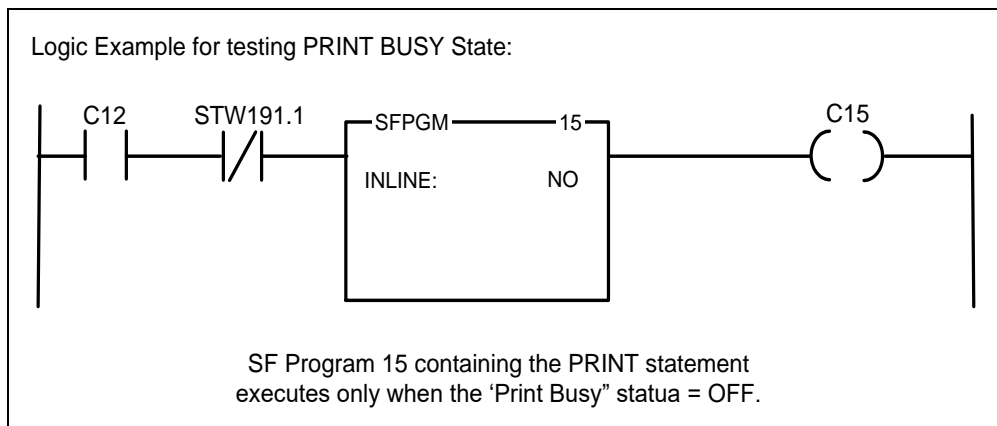 Logic Example for testing PRINT BUSY State:
C12
STW191.1
SFPGM 15
C15
INLINE: NO
SF Program 15 containing the PRINT statement
executes only when the ‘Print Busy” statua = OFF.